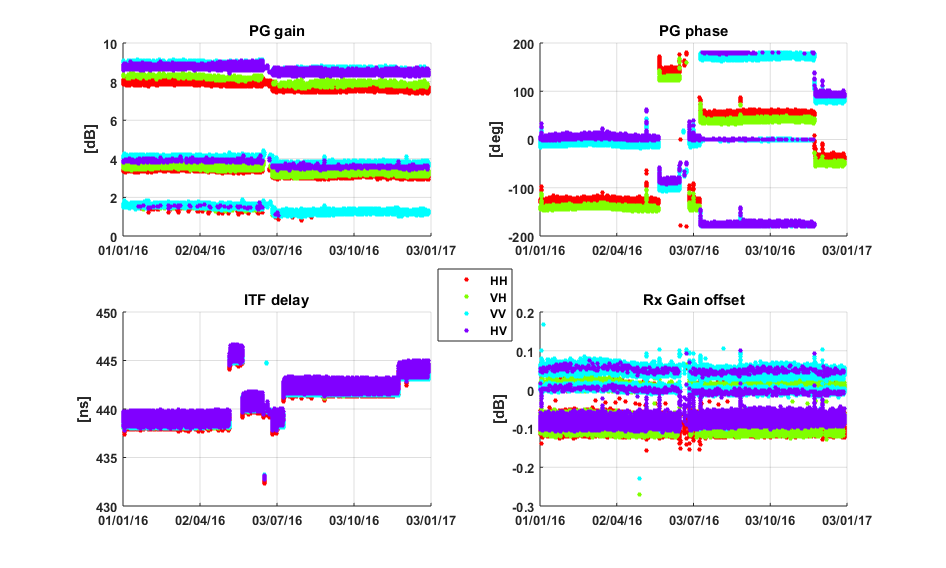 PG gain
10
8
6
4
2
0
[dB]
01/01/16 02/04/16 03/07/16 03/10/16 03/01/17
PG phase
200
100
0
-100
-200
[deg]
01/01/16 02/04/16 03/07/16 03/10/16 03/01/17
HH
VH
VV
HV
ITF delay
450
445
440
435
430
[ns]
01/01/16 02/04/16 03/07/16 03/10/16 03/01/17
Rx Gain offset
0.2
0.1
0
-0.1
-0.2
-0.3
[dB]
01/01/16 02/04/16 03/07/16 03/10/16 03/01/17